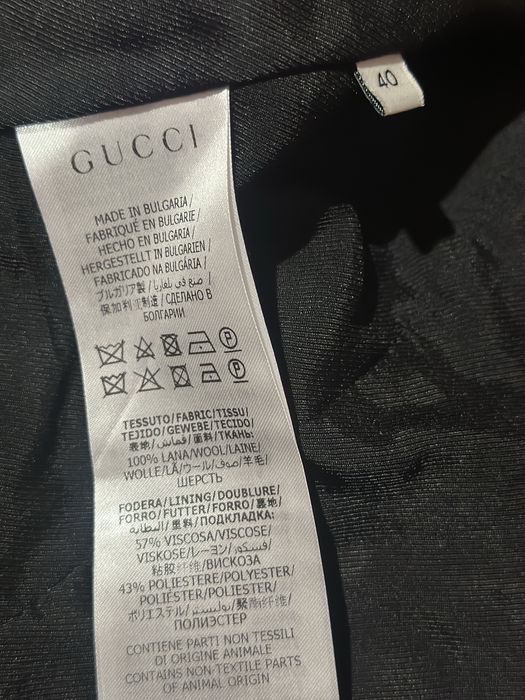 40
GUCCI
MADE IN BULGARIA/
FABRIQUÉ EN BULGARIE/
HECHO EN BULGARIA/
HERGESTELLT IN BULGARIEN/
FABRICADO NA BULGÁRIA/
ブルガリア製/صنع في بلغاريا/
保加利亚制造/СДЕЛАНО В
БОЛГАРИИ
P
P
TESSUTO/FABRIC/TISSU/
TEJIDO/GEWEBE/TECIDO/
表地/قماش/面料/ТКАНЬ:
100% LANA/WOOL/LAINE/
WOLLE/LÃ/ウール/صوف/羊毛/
ШЕРСТЬ
FODERA/LINING/DOUBLURE/
FORRO/FUTTER/FORRO/裏地/
البطانة/里料/ПОДКЛАДКА:
57% VISCOSA/VISCOSE/
VISKOSE/レーヨン/فسكوز/
粘胶纤维/ВИСКОЗА
43% POLIESTERE/POLYESTER/
POLIÉSTER/POLIÉSTER/
ポリエステル/بوليستر/聚酯纤维/
ПОЛИЭСТЕР
CONTIENE PARTI NON TESSILI
DI ORIGINE ANIMALE
CONTAINS NON-TEXTILE PARTS
OF ANIMAL ORIGIN